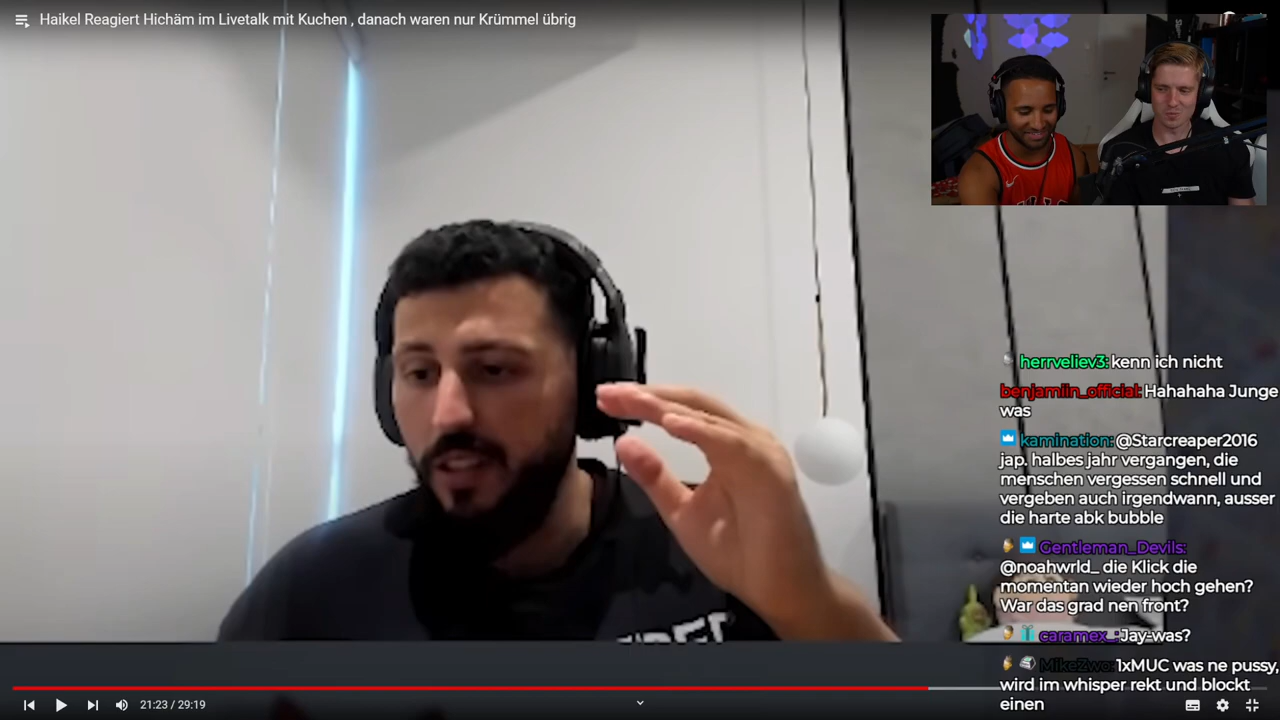 Haikel Reagiert Hichäm im Livetalk mit Kuchen , danach waren nur Krümmel übrig
herrveliev3: kenn ich nicht
benjamiin_official: Hahahaha Junge
was
kamination: @Starcreaper2016
jap. halbes jahr vergangen, die
menschen vergessen schnell und
vergeben auch irgendwann, ausser
die harte abk bubble
Gentleman_Devils:
@noahwrld_ die Klick die
momentan wieder hoch gehen?
War das grad nen front?
caramex_: Jay-was?
MikeZwo: 1xMUC was ne pussy,
wird im whisper rekt und blockt
einen
21:23 / 29:19